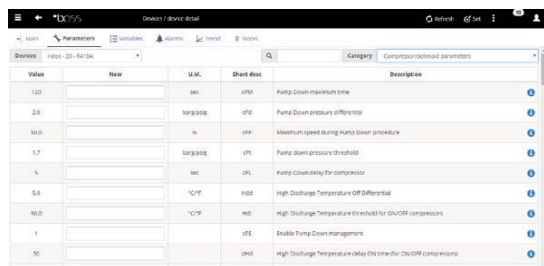 *boss Devices / device detail Refresh Set
Main Parameters Variables Alarms Trend Notes
Devices Heos - 20 - R410A Category Compressor/solenoid parameters
Value New U.M. Short desc Description
120 sec cPM Pump Down maximum time
2.0 barg/psig cPd Pump Down pressure differential
50.0 % cPP Maximum speed during Pump Down procedure
1.7 barg/psig cPt Pump down pressure threshold
5 sec cPL Pump Down delay for compressor
5.0 °C/°F Hdd High Discharge Temperature Off Differential
90.0 °C/°F Hdt High Discharge Temperature threshold for ON/OFF compressors
1 cPE Enable Pump Down management
30 dHd High Discharge Temperature delay ON time (for ON/OFF compressors)